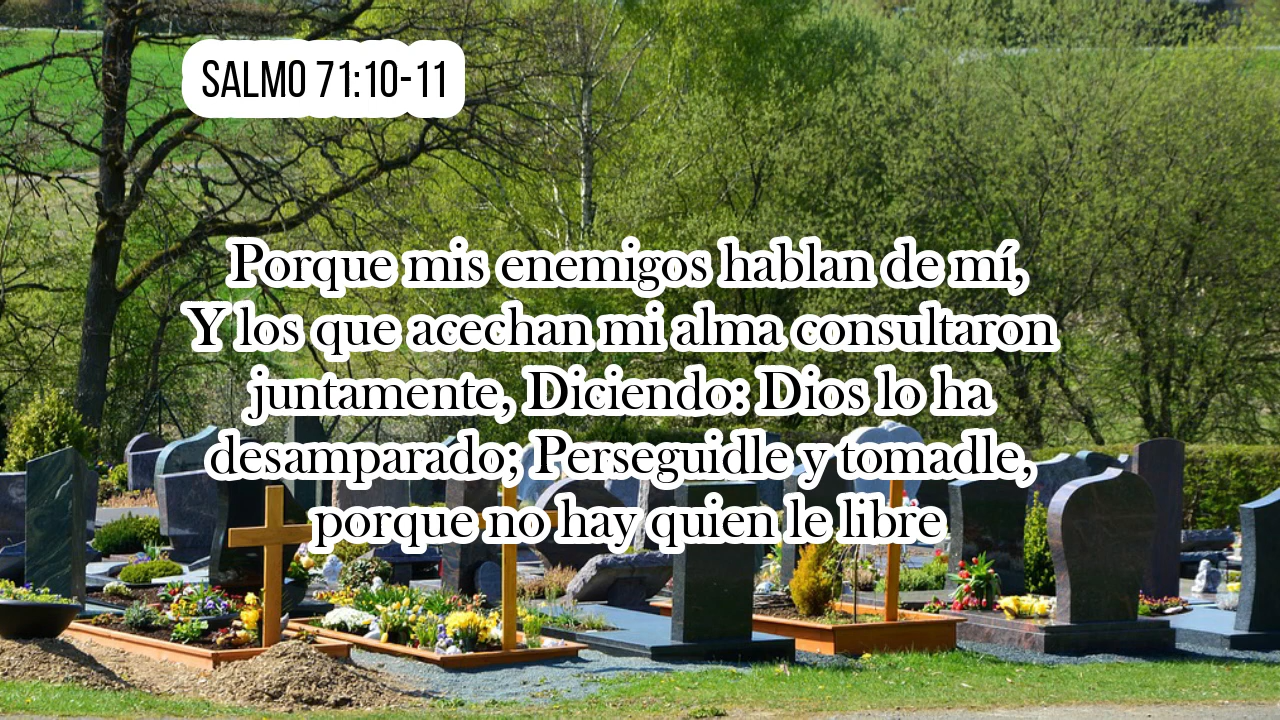 SALMO 71:10-11
Porque mis enemigos hablan de mí,
Y los que acechan mi alma consultaron
juntamente, Diciendo: Dios lo ha
desamparado; Perseguidle y tomadle,
porque no hay quien le libre